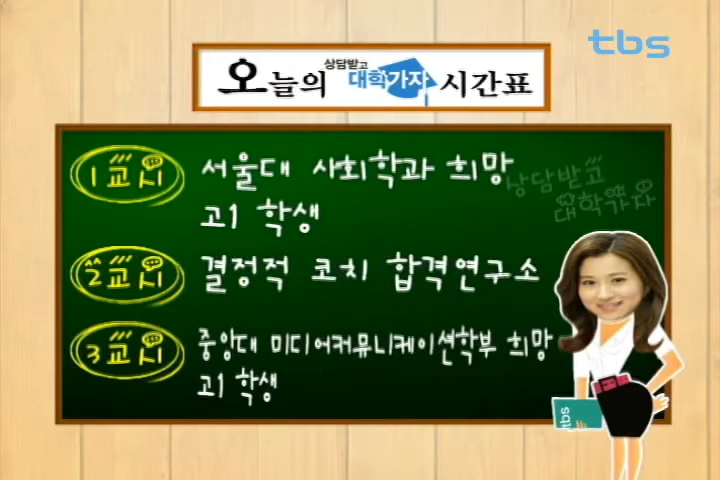 tbs
오늘의 상담받고 대학가자 시간표
1교시 서울대 사회학과 희망
고1 학생
상담받고
대학가자
2교시 결정적 코치 합격연구소
3교시 중앙대 미디어커뮤니케이션학부 희망
고1 학생
tbs